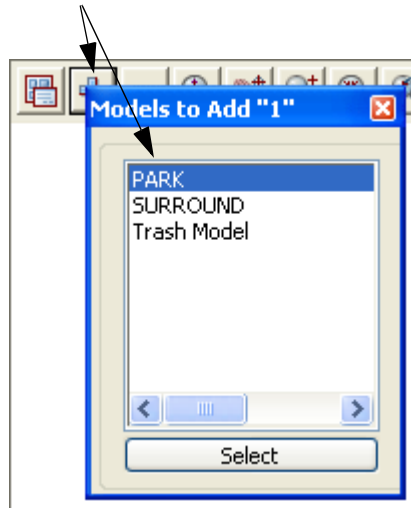 Models to Add "1"
PARK
SURROUND
Trash Model
Select